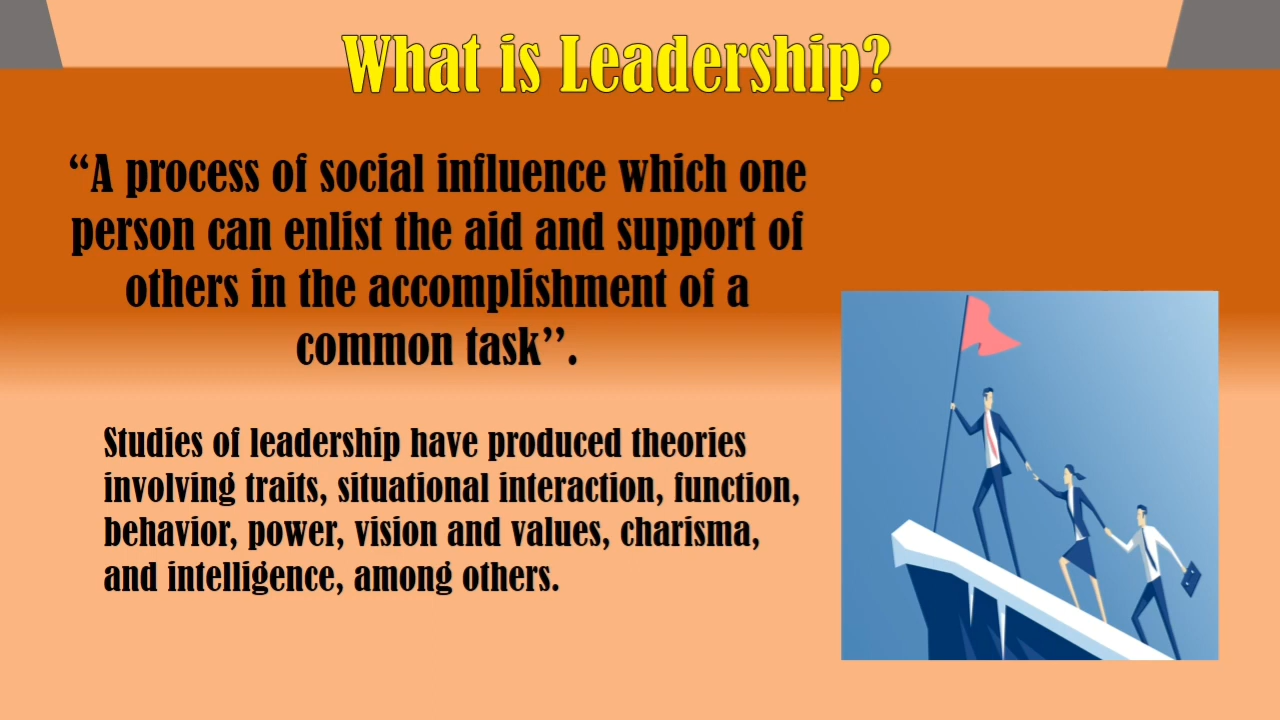 What is Leadership?
“A process of social influence which one
person can enlist the aid and support of
others in the accomplishment of a
common task”.
Studies of leadership have produced theories
involving traits, situational interaction, function,
behavior, power, vision and values, charisma,
and intelligence, among others.